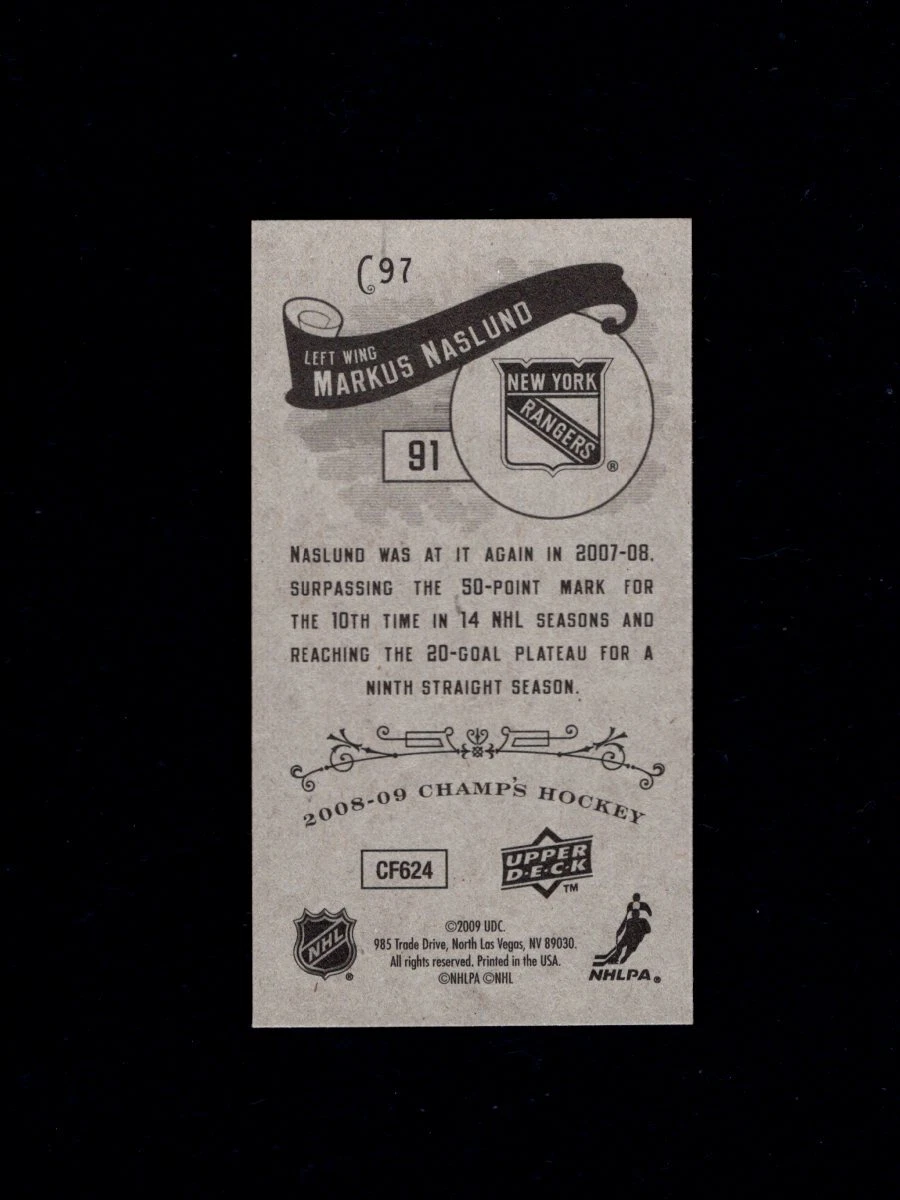 C97
LEFT WING
MARKUS NASLUND
NEW YORK
RANGERS
®
91
NASLUND WAS AT IT AGAIN IN 2007-08,
SURPASSING THE 50-POINT MARK FOR
THE 10TH TIME IN 14 NHL SEASONS AND
REACHING THE 20-GOAL PLATEAU FOR A
NINTH STRAIGHT SEASON.
2008-09 CHAMP'S HOCKEY
CF624
UPPER
D·E·C·K
™
NHL
®
©2009 UDC.
985 Trade Drive, North Las Vegas, NV 89030.
All rights reserved. Printed in the USA.
©NHLPA ©NHL
NHLPA®